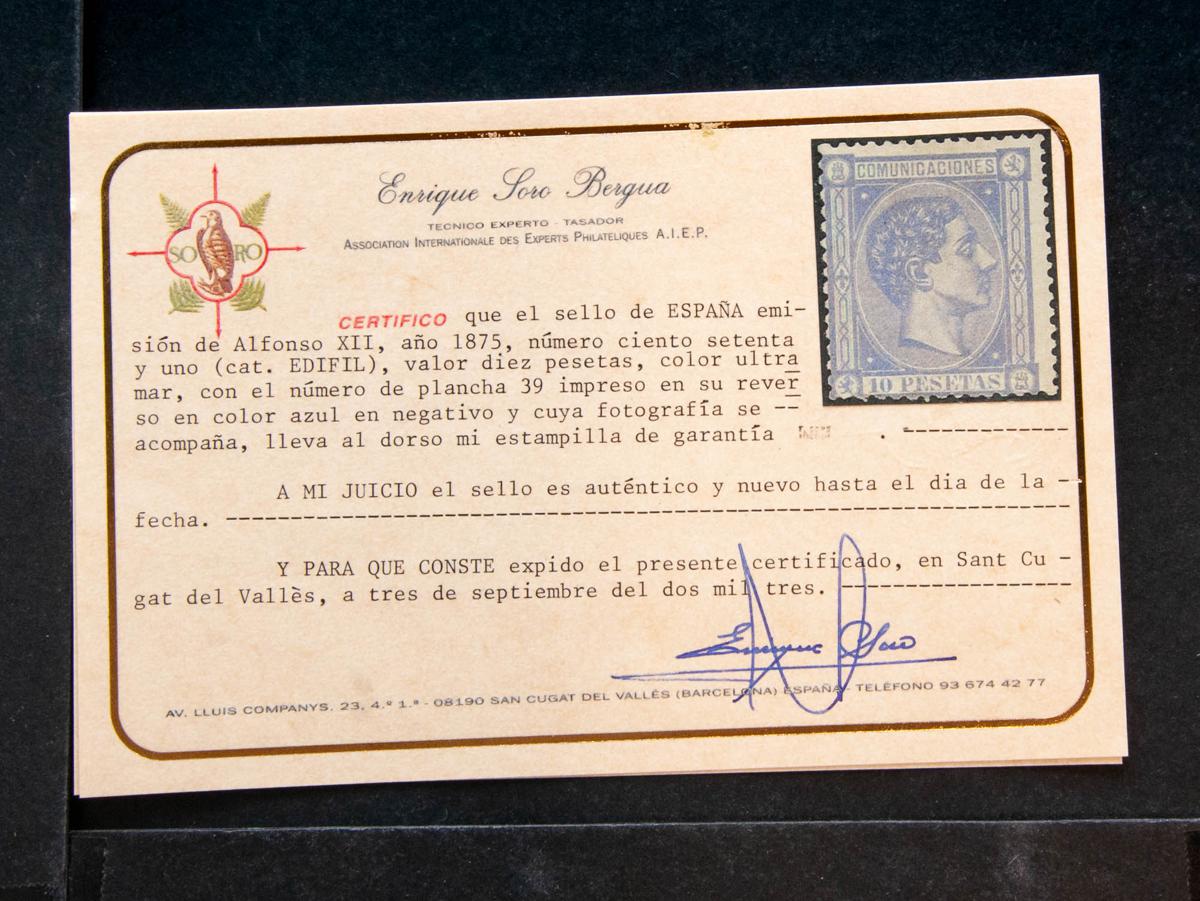 Enrique Soro Bergua
TECNICO EXPERTO - TASADOR
ASSOCIATION INTERNATIONALE DES EXPERTS PHILATELIQUES A.I.E.P.
SO RO
COMUNICACIONES
10 PESETAS
CERTIFICO que el sello de ESPAÑA emi-
sión de Alfonso XII, año 1875, número ciento setenta
y uno (cat. EDIFIL), valor diez pesetas, color ultra
mar, con el número de plancha 39 impreso en su rever
so en color azul en negativo y cuya fotografía se --
acompaña, lleva al dorso mi estampilla de garantía . --------------
A MI JUICIO el sello es auténtico y nuevo hasta el dia de la -
fecha. ----------------------------------------------------------------------
Y PARA QUE CONSTE expido el presente certificado, en Sant Cu -
gat del Vallès, a tres de septiembre del dos mil tres. -------------------
Enrique Soro
AV. LLUIS COMPANYS, 23, 4.º 1.ª - 08190 SAN CUGAT DEL VALLÉS (BARCELONA) ESPAÑA - TELÉFONO 93 674 42 77